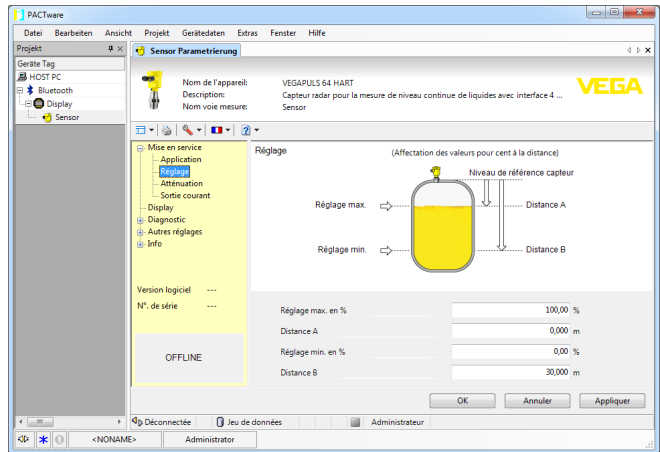 PACTware
Datei Bearbeiten Ansicht Projekt Gerätedaten Extras Fenster Hilfe
Projekt
Sensor Parametrierung
Geräte Tag
HOST PC
Bluetooth
Display
Sensor
Nom de l'appareil: VEGAPULS 64 HART
Description: Capteur radar pour la mesure de niveau continue de liquides avec interface 4 ...
Nom voie mesure: Sensor
VEGA
Mise en service
Application
Réglage
Atténuation
Sortie courant
Display
Diagnostic
Autres réglages
Info
Version logiciel ---
N°. de série ---
OFFLINE
Réglage (Affectation des valeurs pour cent à la distance)
Niveau de référence capteur
Réglage max. Distance A
Réglage min. Distance B
Réglage max. en % 100,00 %
Distance A 0,000 m
Réglage min. en % 0,00 %
Distance B 30,000 m
OK Annuler Appliquer
Déconnectée Jeu de données Administrateur
<NONAME> Administrator